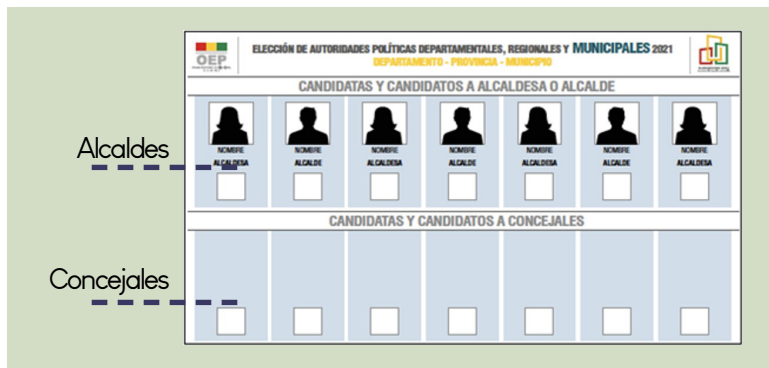 OEP
ELECCIÓN DE AUTORIDADES POLÍTICAS DEPARTAMENTALES, REGIONALES Y MUNICIPALES 2021
DEPARTAMENTO - PROVINCIA - MUNICIPIO
CANDIDATAS Y CANDIDATOS A ALCALDESA O ALCALDE
Alcaldes
NOMBRE NOMBRE NOMBRE NOMBRE NOMBRE NOMBRE NOMBRE
ALCALDESA ALCALDE ALCALDESA ALCALDE ALCALDESA ALCALDE ALCALDESA
CANDIDATAS Y CANDIDATOS A CONCEJALES
Concejales